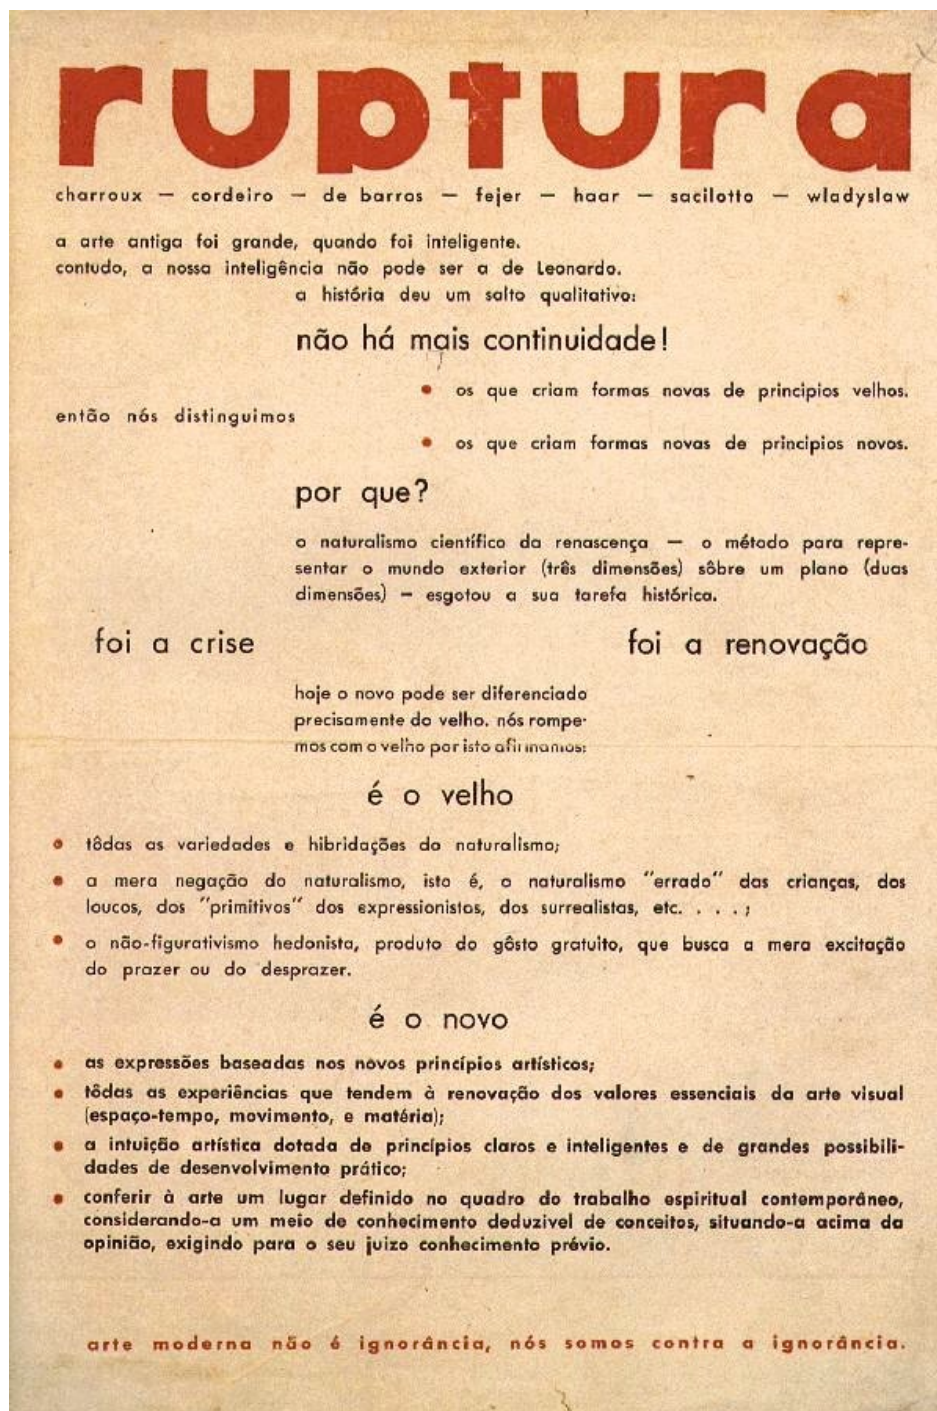 ruptura
charroux – cordeiro – de barros – fejer – haar – sacilotto – wladyslaw
a arte antiga foi grande, quando foi inteligente.
contudo, a nossa inteligência não pode ser a de Leonardo.
a história deu um salto qualitativo:
não há mais continuidade!
• os que criam formas novas de principios velhos.
então nós distinguimos
• os que criam formas novas de principios novos.
por que?
o naturalismo científico da renascença – o método para repre-
sentar o mundo exterior (três dimensões) sôbre um plano (duas
dimensões) – esgotou a sua tarefa histórica.
foi a crise foi a renovação
hoje o novo pode ser diferenciado
precisamente do velho. nós rompe-
mos com o velho por isto afirmamos:
é o velho
• tôdas as variedades e hibridações do naturalismo;
• a mera negação do naturalismo, isto é, o naturalismo "errado" das crianças, dos
loucos, dos "primitivos" dos expressionistas, dos surrealistas, etc. . . . ;
• o não-figurativismo hedonista, produto do gôsto gratuito, que busca a mera excitação
do prazer ou do desprazer.
é o novo
• as expressões baseadas nos novos princípios artísticos;
• tôdas as experiências que tendem à renovação dos valores essenciais da arte visual
(espaço-tempo, movimento, e matéria);
• a intuição artística dotada de princípios claros e inteligentes e de grandes possibili-
dades de desenvolvimento prático;
• conferir à arte um lugar definido no quadro do trabalho espiritual contemporâneo,
considerando-a um meio de conhecimento deduzivel de conceitos, situando-a acima da
opinião, exigindo para o seu juizo conhecimento prévio.
arte moderna não é ignorância, nós somos contra a ignorância.